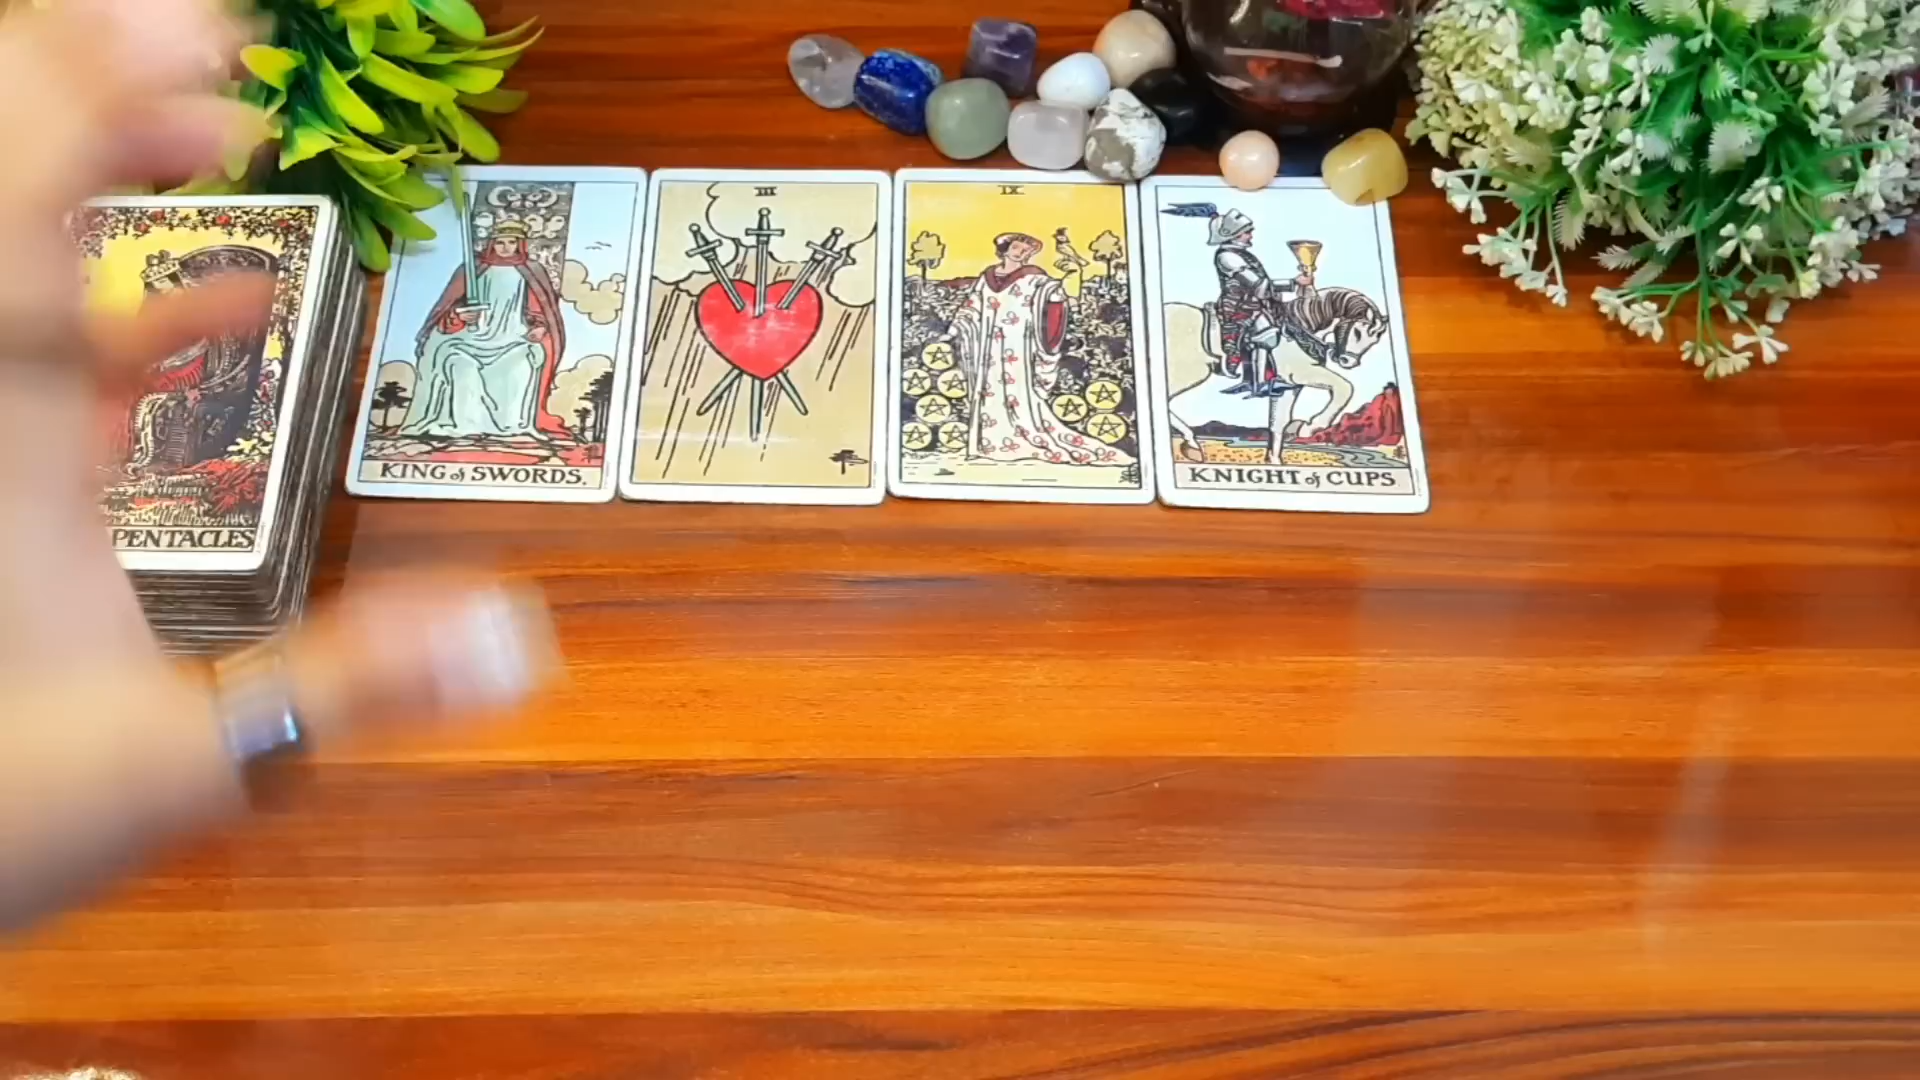 PENTACLES
KING of SWORDS.
III
IX
KNIGHT of CUPS